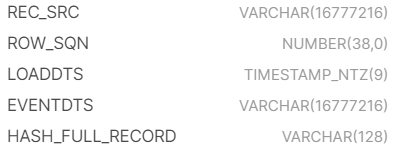 REC_SRC VARCHAR(16777216)
ROW_SQN NUMBER(38,0)
LOADDTS TIMESTAMP_NTZ(9)
EVENTDTS VARCHAR(16777216)
HASH_FULL_RECORD VARCHAR(128)